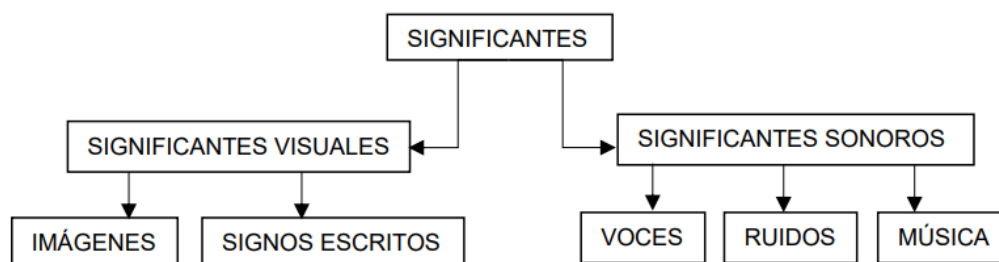 SIGNIFICANTES
SIGNIFICANTES VISUALES
SIGNIFICANTES SONOROS
IMÁGENES
SIGNOS ESCRITOS
VOCES
RUIDOS
MÚSICA